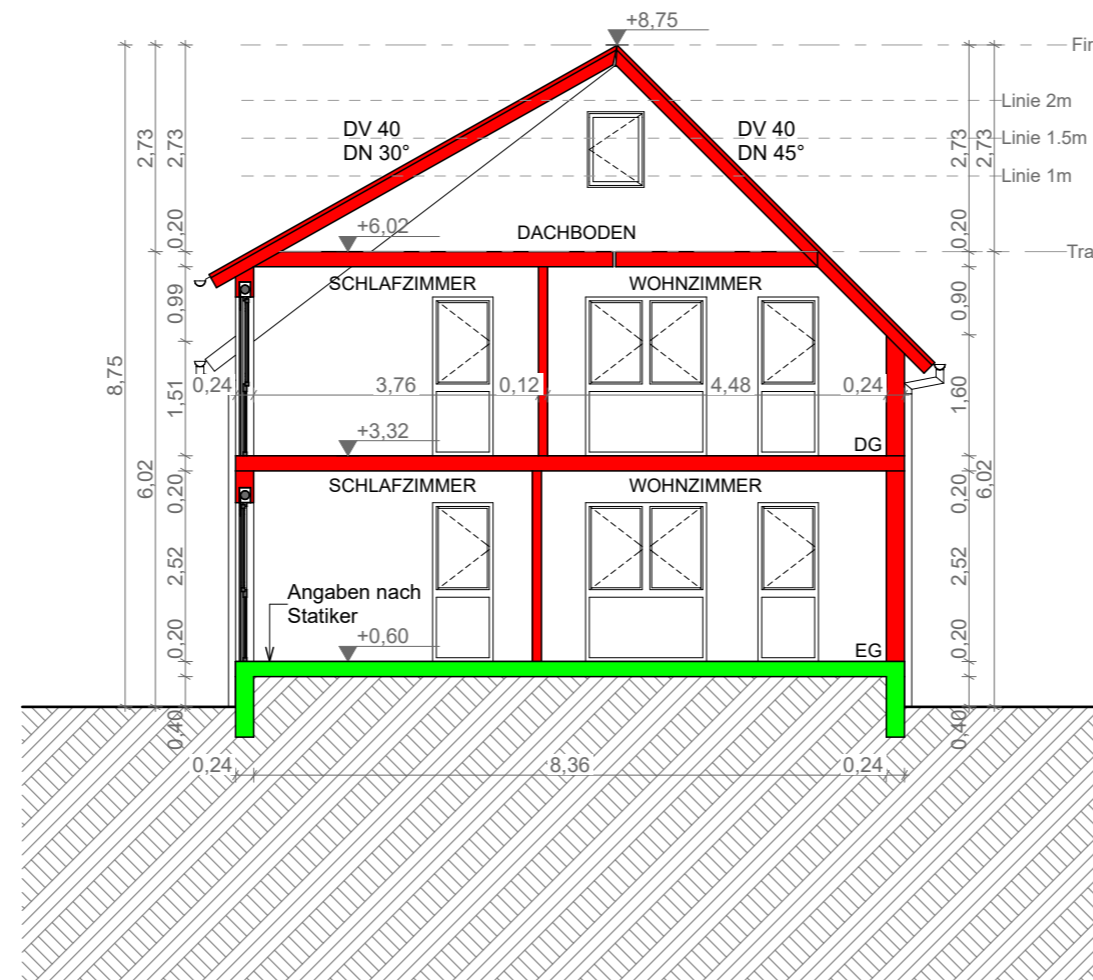 +8,75
Fir
Linie 2m
DV 40
DN 30°
DV 40
DN 45°
Linie 1.5m
Linie 1m
2,73
2,73
2,73
2,73
+6,02
DACHBODEN
0,20
0,20
Tra
SCHLAFZIMMER
WOHNZIMMER
0,99
0,90
8,75
1,51
0,24
3,76
0,12
4,48
0,24
1,60
+3,32
DG
6,02
0,20
SCHLAFZIMMER
WOHNZIMMER
0,20
6,02
2,52
2,52
Angaben nach
Statiker
0,20
+0,60
EG
0,20
0,40
0,40
0,24
8,36
0,24